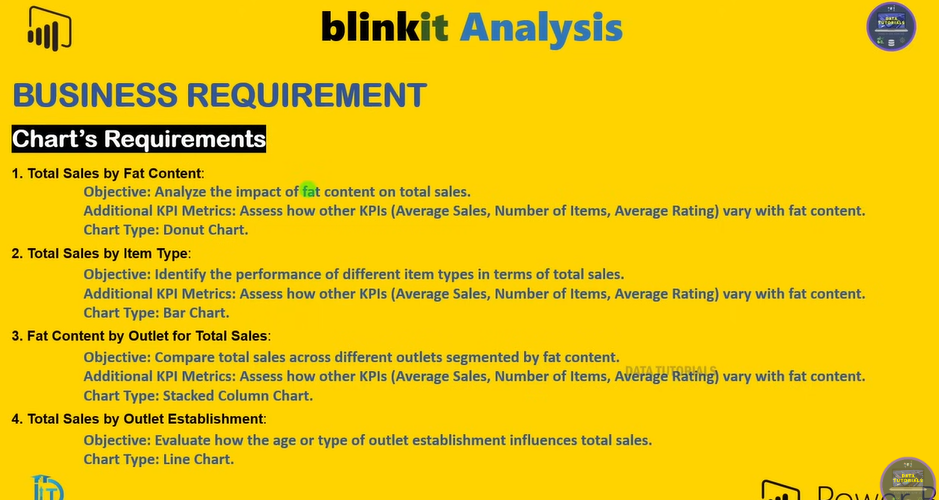 blinkit Analysis
DATA TUTORIALS
BUSINESS REQUIREMENT
Chart's Requirements
1. Total Sales by Fat Content:
Objective: Analyze the impact of fat content on total sales.
Additional KPI Metrics: Assess how other KPIs (Average Sales, Number of Items, Average Rating) vary with fat content.
Chart Type: Donut Chart.
2. Total Sales by Item Type:
Objective: Identify the performance of different item types in terms of total sales.
Additional KPI Metrics: Assess how other KPIs (Average Sales, Number of Items, Average Rating) vary with fat content.
Chart Type: Bar Chart.
3. Fat Content by Outlet for Total Sales:
Objective: Compare total sales across different outlets segmented by fat content.
DATA TUTORIALS
Additional KPI Metrics: Assess how other KPIs (Average Sales, Number of Items, Average Rating) vary with fat content.
Chart Type: Stacked Column Chart.
4. Total Sales by Outlet Establishment:
Objective: Evaluate how the age or type of outlet establishment influences total sales.
Chart Type: Line Chart.
DATA TUTORIALS
Power B